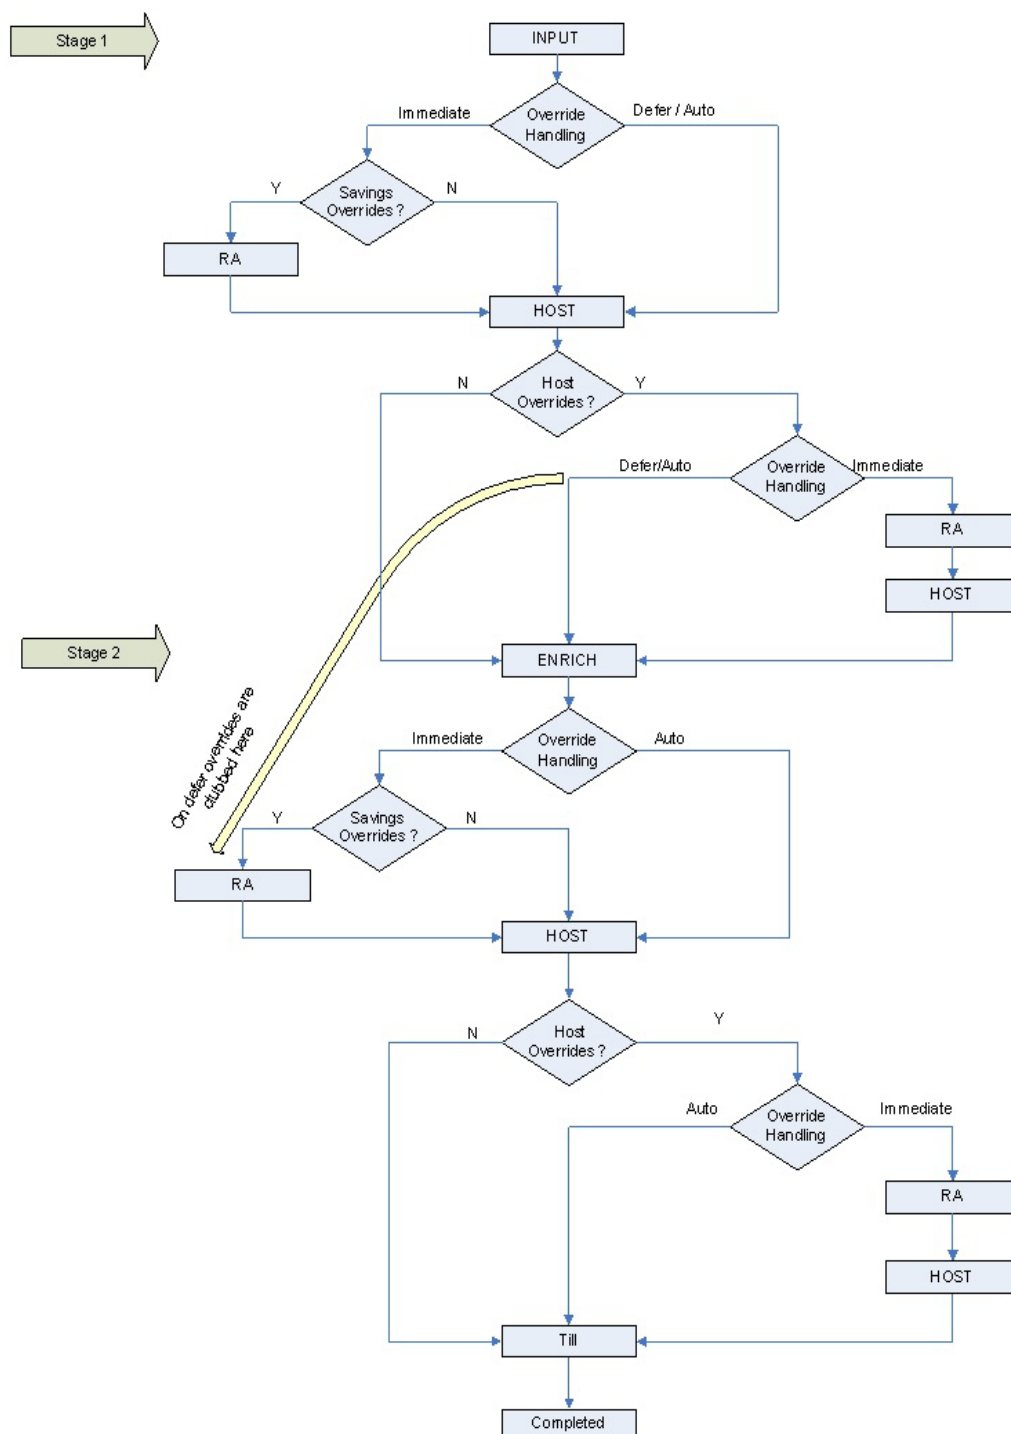 Stage 1
INPUT
Immediate
Override
Handling
Defer / Auto
Y
Savings
Overrides ?
N
RA
HOST
N
Host
Overrides ?
Y
Defer/Auto
Override
Handling
Immediate
RA
HOST
Stage 2
ENRICH
On defer overrides are
clubbed here
Immediate
Override
Handling
Auto
Y
Savings
Overrides ?
N
RA
HOST
N
Host
Overrides ?
Y
Auto
Override
Handling
Immediate
RA
HOST
Till
Completed